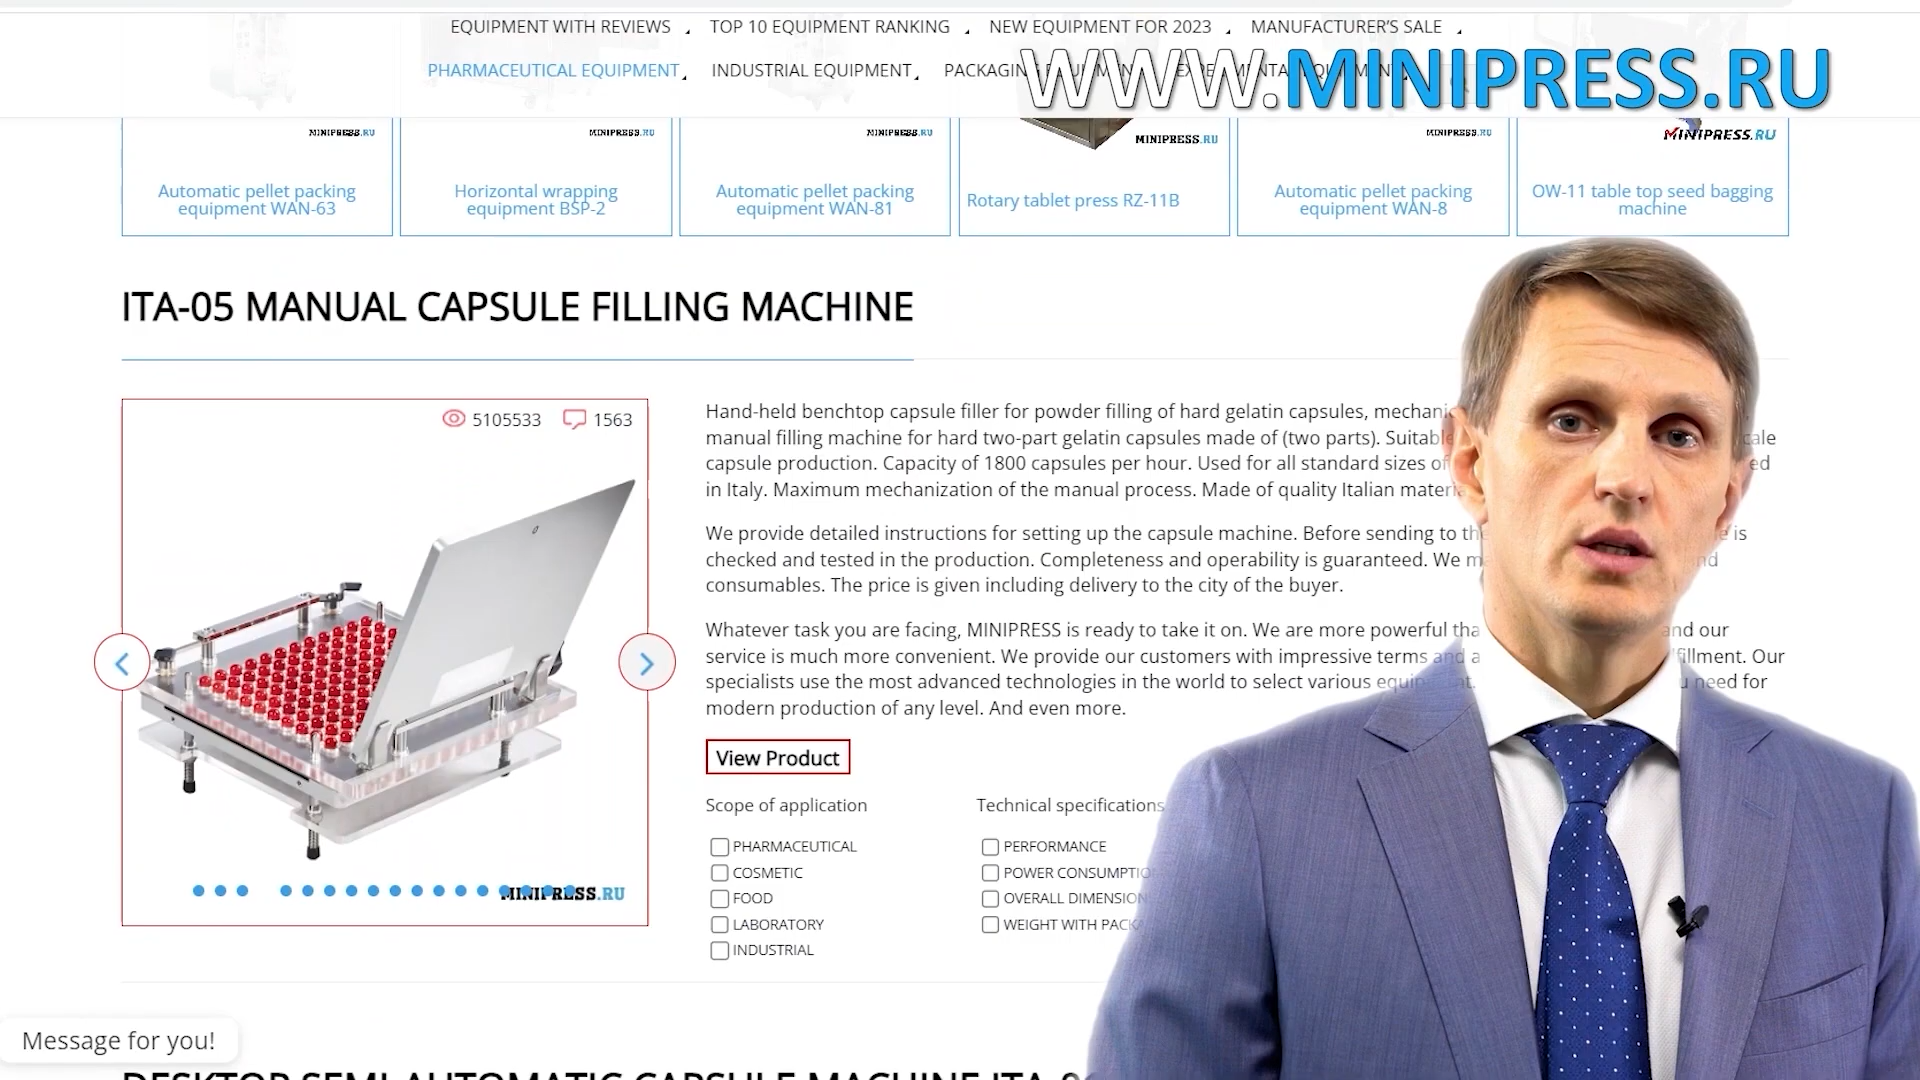 EQUIPMENT WITH REVIEWS TOP 10 EQUIPMENT RANKING NEW EQUIPMENT FOR 2023 MANUFACTURER'S SALE
PHARMACEUTICAL EQUIPMENT INDUSTRIAL EQUIPMENT
WWW.MINIPRESS.RU
MINIPRESS.RU MINIPRESS.RU MINIPRESS.RU MINIPRESS.RU MINIPRESS.RU MINIPRESS.RU
Automatic pellet packing equipment WAN-63
Horizontal wrapping equipment BSP-2
Automatic pellet packing equipment WAN-81
Rotary tablet press RZ-11B
Automatic pellet packing equipment WAN-8
OW-11 table top seed bagging machine
ITA-05 MANUAL CAPSULE FILLING MACHINE
5105533 1563
Hand-held benchtop capsule filler for powder filling of hard gelatin capsules,
manual filling machine for hard two-part gelatin capsules made of (two parts).
capsule production. Capacity of 1800 capsules per hour. Used for all standard sizes of
in Italy. Maximum mechanization of the manual process. Made of quality Italian
We provide detailed instructions for setting up the capsule machine. Before sending to is
checked and tested in the production. Completeness and operability is guaranteed. We
consumables. The price is given including delivery to the city of the buyer.
Whatever task you are facing, MINIPRESS is ready to take it on. We are more powerful and our
service is much more convenient. We provide our customers with impressive terms and Our
specialists use the most advanced technologies in the world to select various need for
modern production of any level. And even more.
View Product
Scope of application Technical specifications
PHARMACEUTICAL PERFORMANCE
COSMETIC POWER
FOOD OVERALL
LABORATORY WEIGHT WITH
INDUSTRIAL
MINIPRESS.RU
Message for you!
DESKTOP SEMI-AUTOMATIC CAPSULE MACHINE